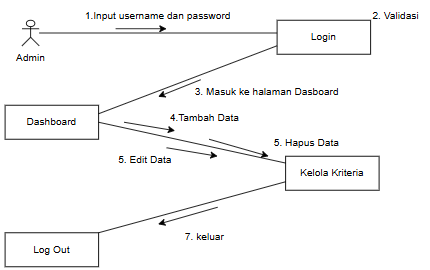 1.Input username dan password
2. Validasi
Login
Admin
3. Masuk ke halaman Dasboard
Dashboard
4.Tambah Data
5. Hapus Data
5. Edit Data
Kelola Kriteria
7. keluar
Log Out